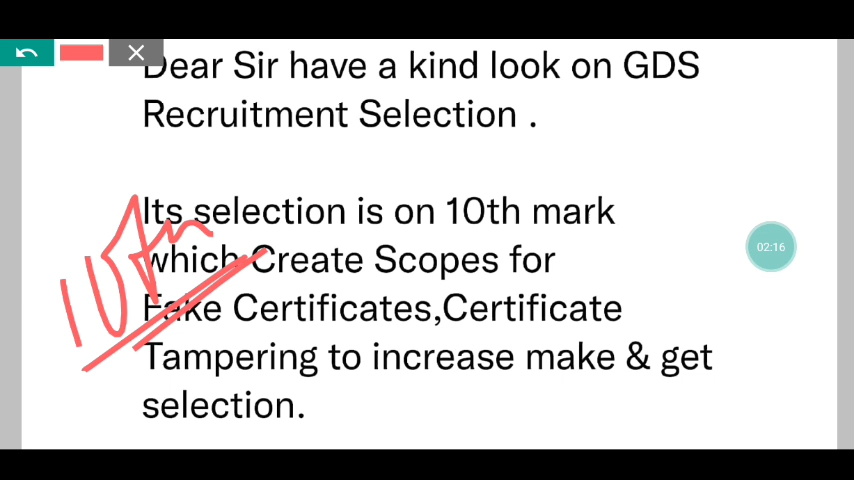 Dear Sir have a kind look on GDS
Recruitment Selection .
Its selection is on 10th mark
which Create Scopes for
Fake Certificates,Certificate
Tampering to increase make & get
selection.
10th
02:16